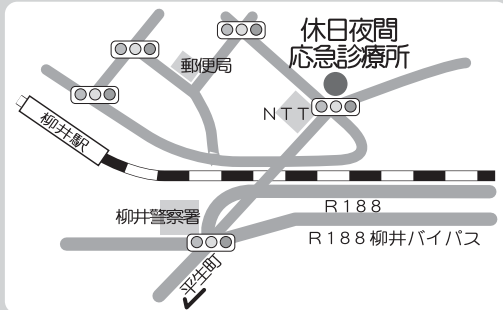 休日夜間
応急診療所
郵便局
NTT
柳井駅
柳井警察署
R188
R188柳井バイパス
平生町